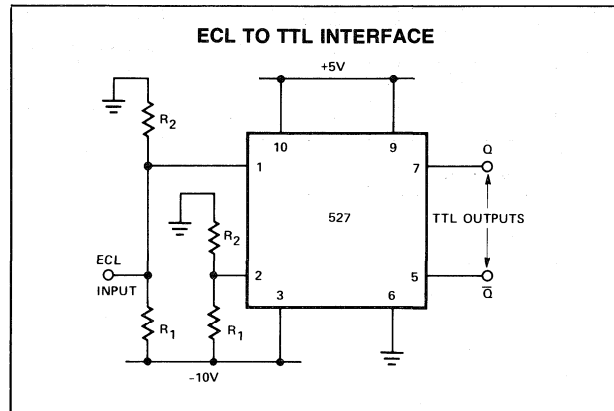 ECL TO TTL INTERFACE
+5V
R2
10
9
1
7
Q
R2
527
TTL OUTPUTS
ECL
INPUT
2
5
Q̅
R1
R1
3
6
-10V